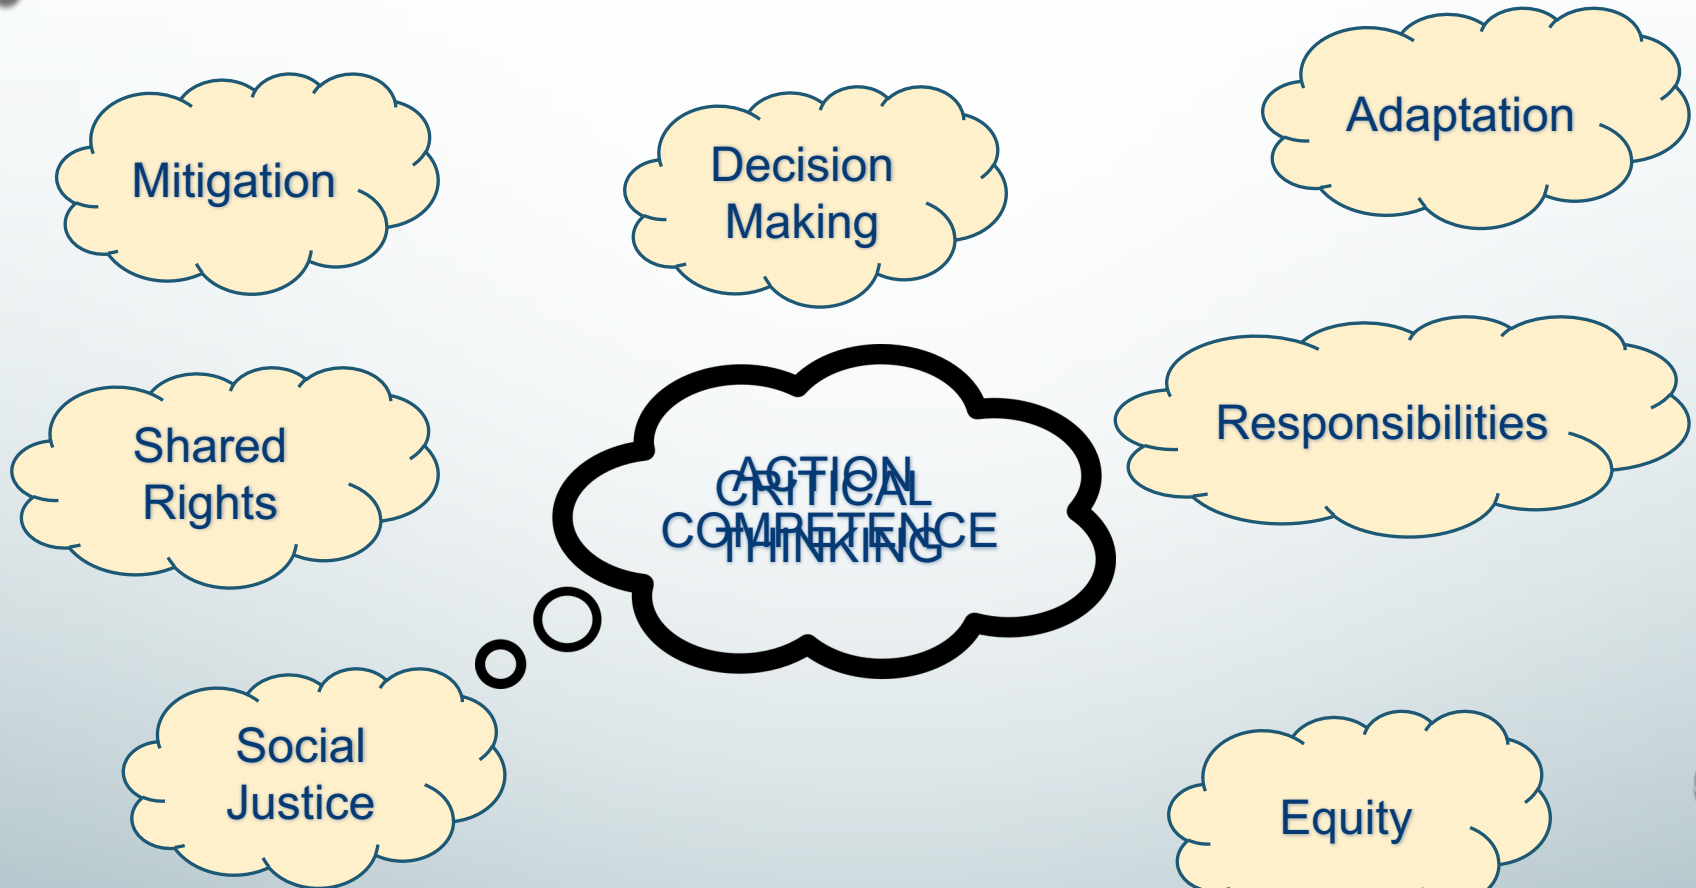 Adaptation
Mitigation
Decision
Making
Shared
Rights
Responsibilities
ACTION
COMPETENCE
CRITICAL
THINKING
Social
Justice
Equity